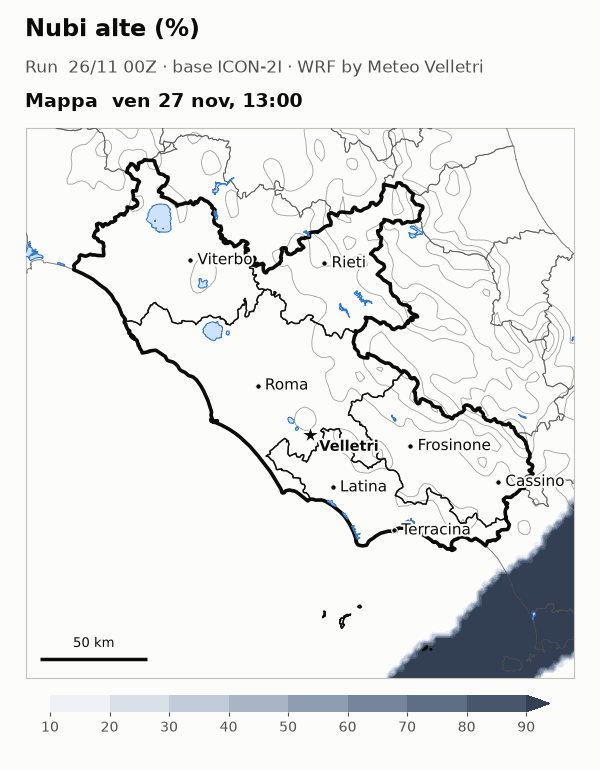 Nubi alte (%)
Run  26/11 00Z · base ICON-2I · WRF by Meteo Velletri
Mappa  ven 27 nov, 13:00
Viterbo
Rieti
Roma
Velletri
Frosinone
Latina
Cassino
Terracina
50 km
10 20 30 40 50 60 70 80 90